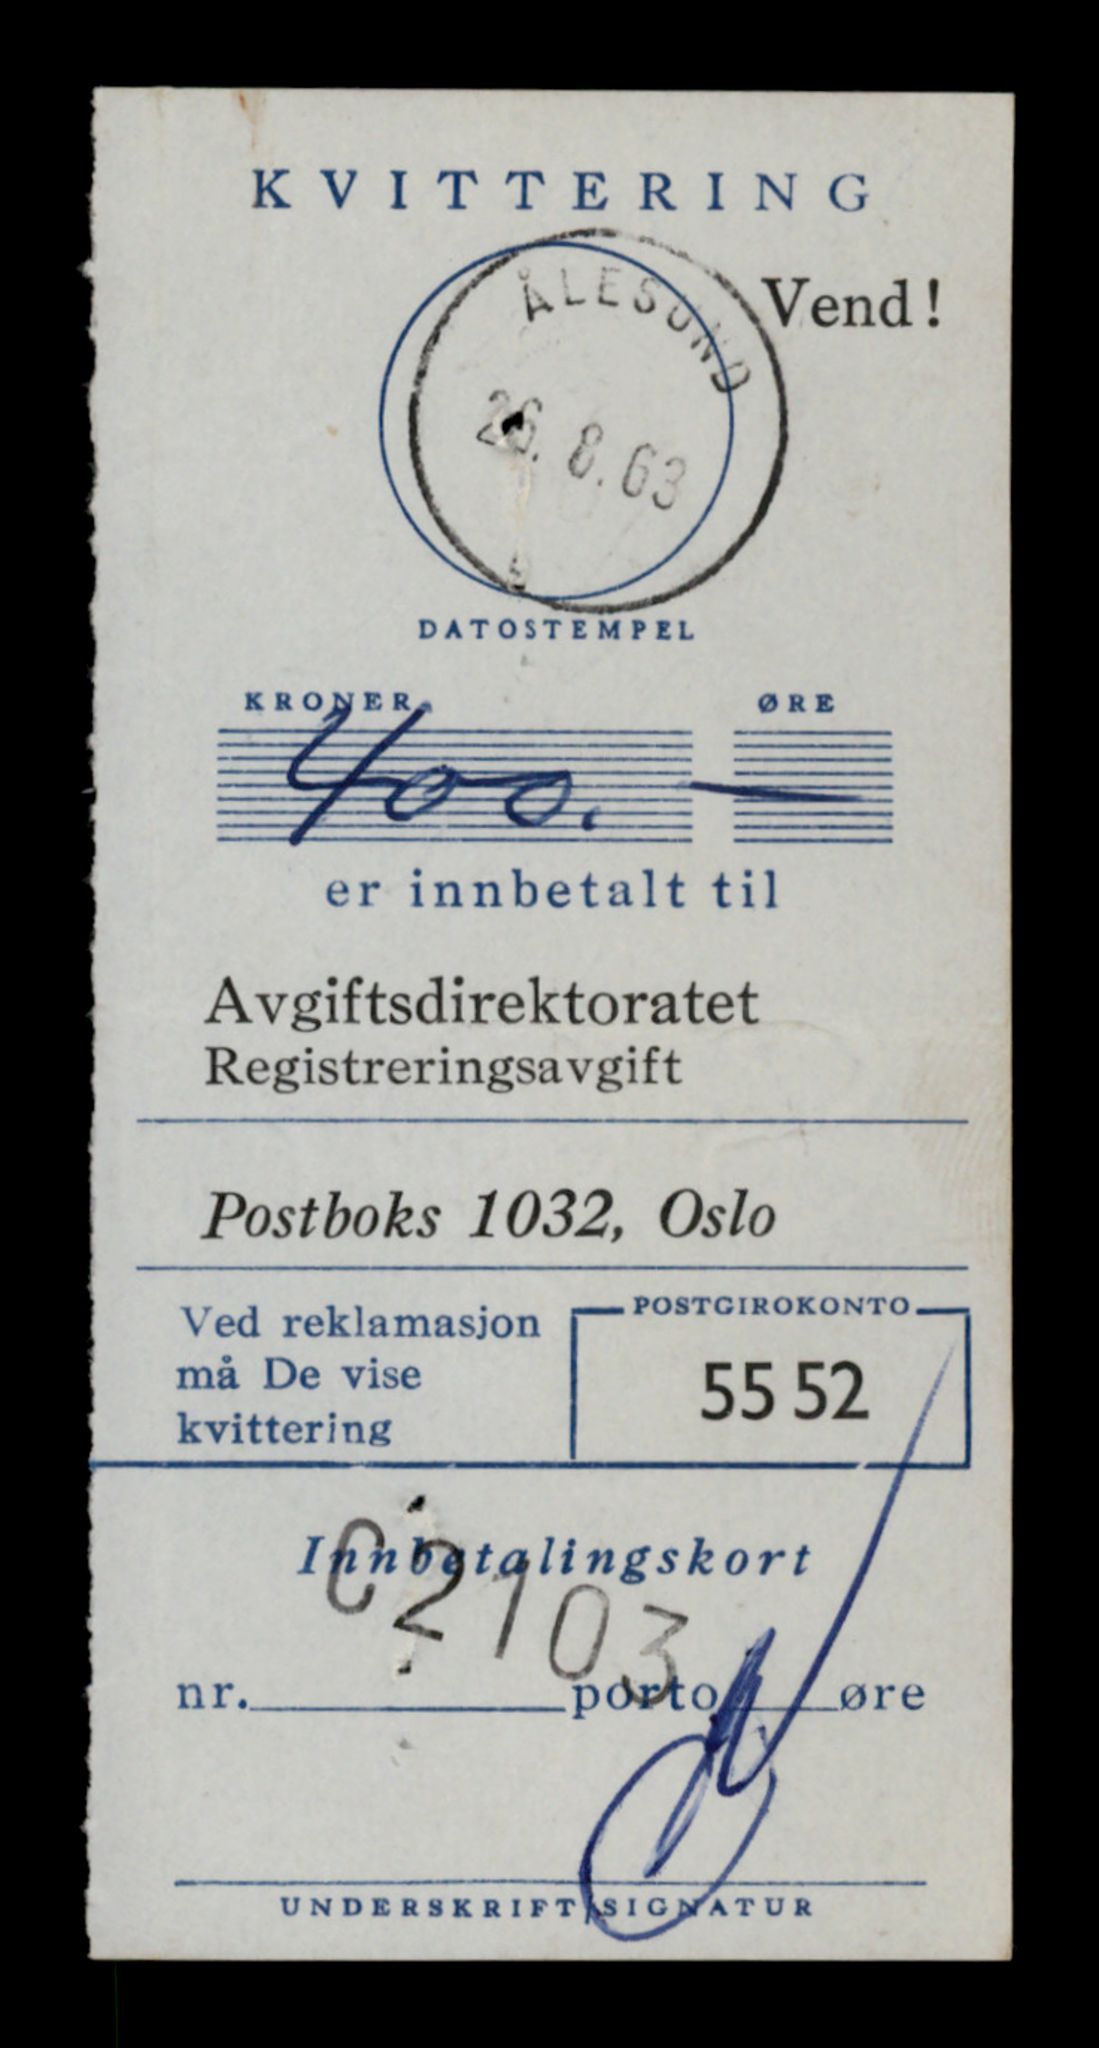 KVITTERING
Vend!
ÅLESUND
26.8.63
DATOSTEMPEL
KRONER ØRE
400. —
er innbetalt til
Avgiftsdirektoratet
Registreringsavgift
Postboks 1032, Oslo
Ved reklamasjon
må De vise
kvittering
POSTGIROKONTO
55 52
Innbetalingskort
C2103
nr. porto øre
UNDERSKRIFT/SIGNATUR